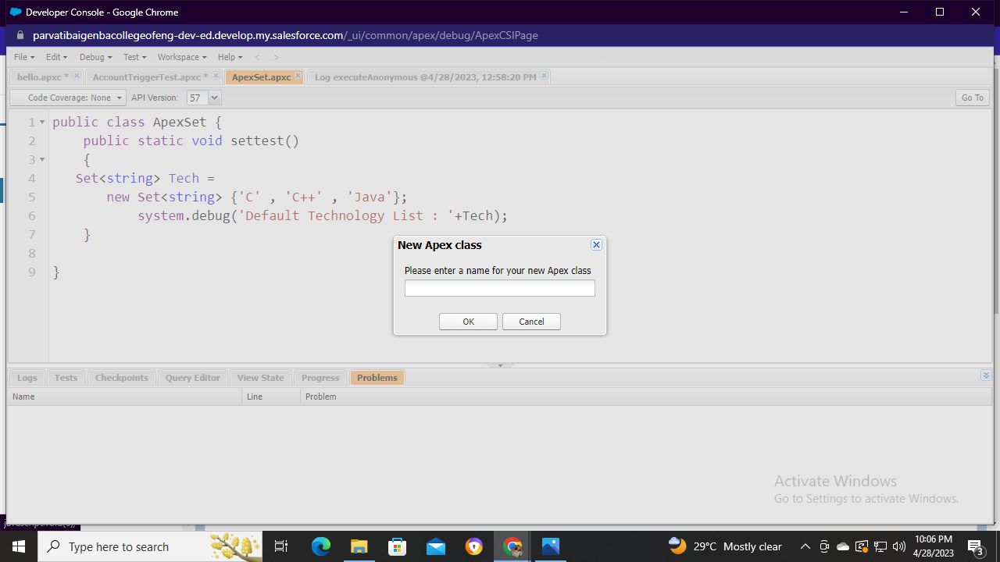 Developer Console - Google Chrome
parvatibaigenbacollegeofeng-dev-ed.develop.my.salesforce.com/_ui/common/apex/debug/ApexCSIPage
File Edit Debug Test Workspace Help < >
hello.apxc * AccountTriggerTest.apxc * ApexSet.apxc Log executeAnonymous @4/28/2023, 12:58:20 PM
Code Coverage: None API Version: 57 Go To
1 public class ApexSet {
2 public static void settest()
3 {
4 Set<string> Tech =
5 new Set<string> {'C' , 'C++' , 'Java'};
6 system.debug('Default Technology List : '+Tech);
7 }
8
9 }
New Apex class
Please enter a name for your new Apex class
OK Cancel
Logs Tests Checkpoints Query Editor View State Progress Problems
Name Line Problem
Activate Windows
Go to Settings to activate Windows.
javascript:void(0);
Type here to search
29°C Mostly clear
10:06 PM
4/28/2023
3